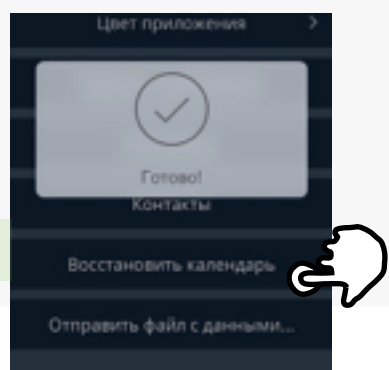 Цвет приложения
Готово!
Контакты
Восстановить календарь
Отправить файл с данными...